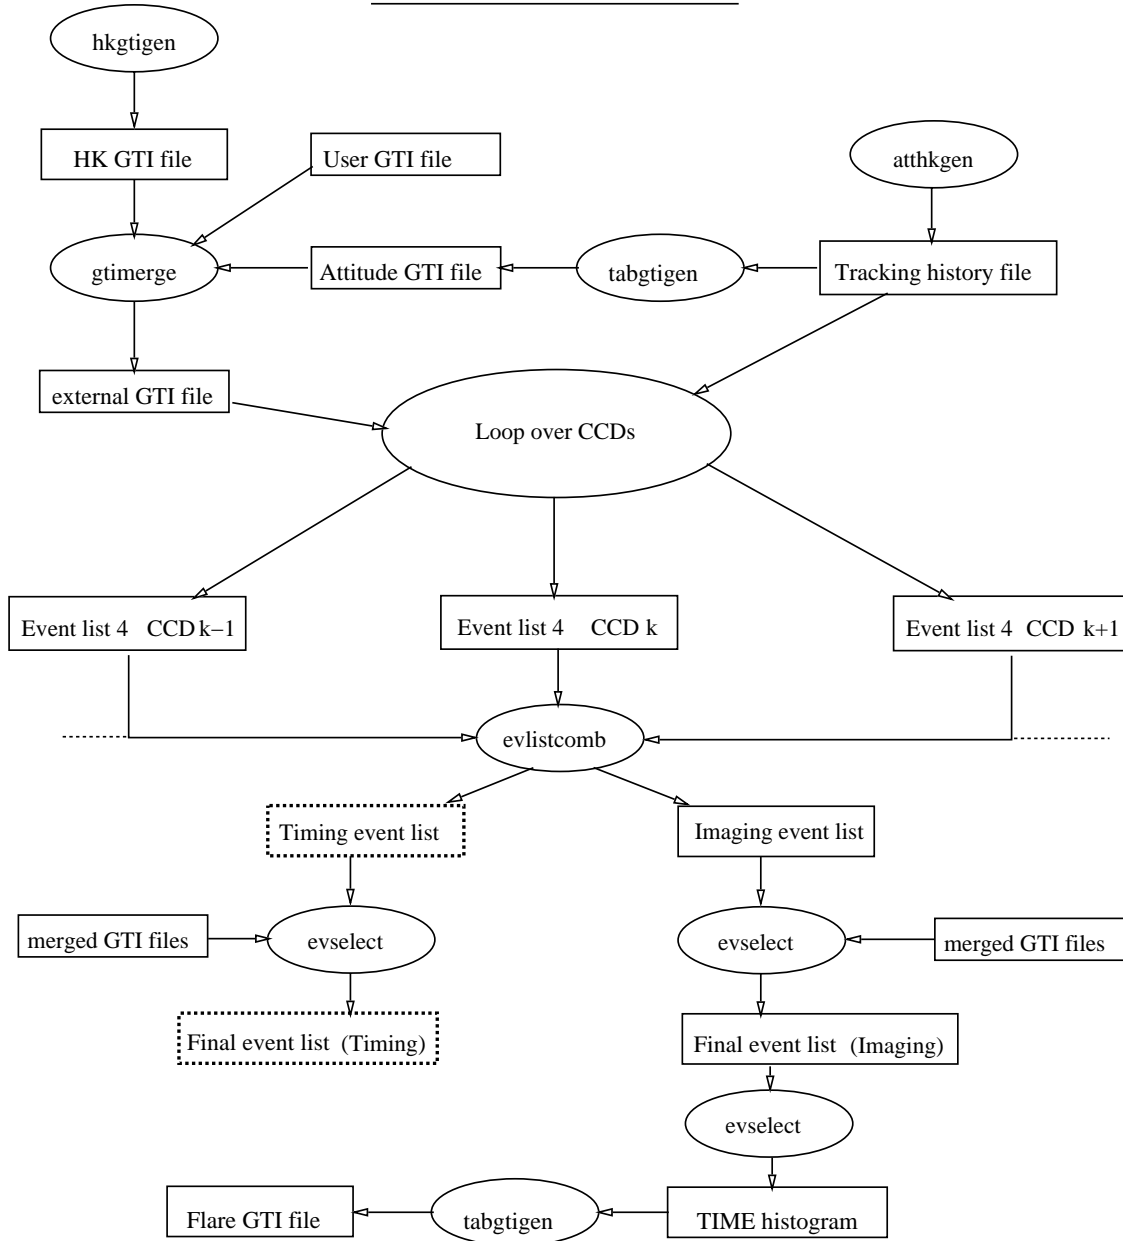 hkgtigen
HK GTI file
User GTI file
atthkgen
gtimerge
Attitude GTI file
tabgtigen
Tracking history file
external GTI file
Loop over CCDs
Event list 4 CCD k−1
Event list 4 CCD k
Event list 4 CCD k+1
evlistcomb
Timing event list
Imaging event list
merged GTI files
evselect
evselect
merged GTI files
Final event list (Timing)
Final event list (Imaging)
evselect
Flare GTI file
tabgtigen
TIME histogram